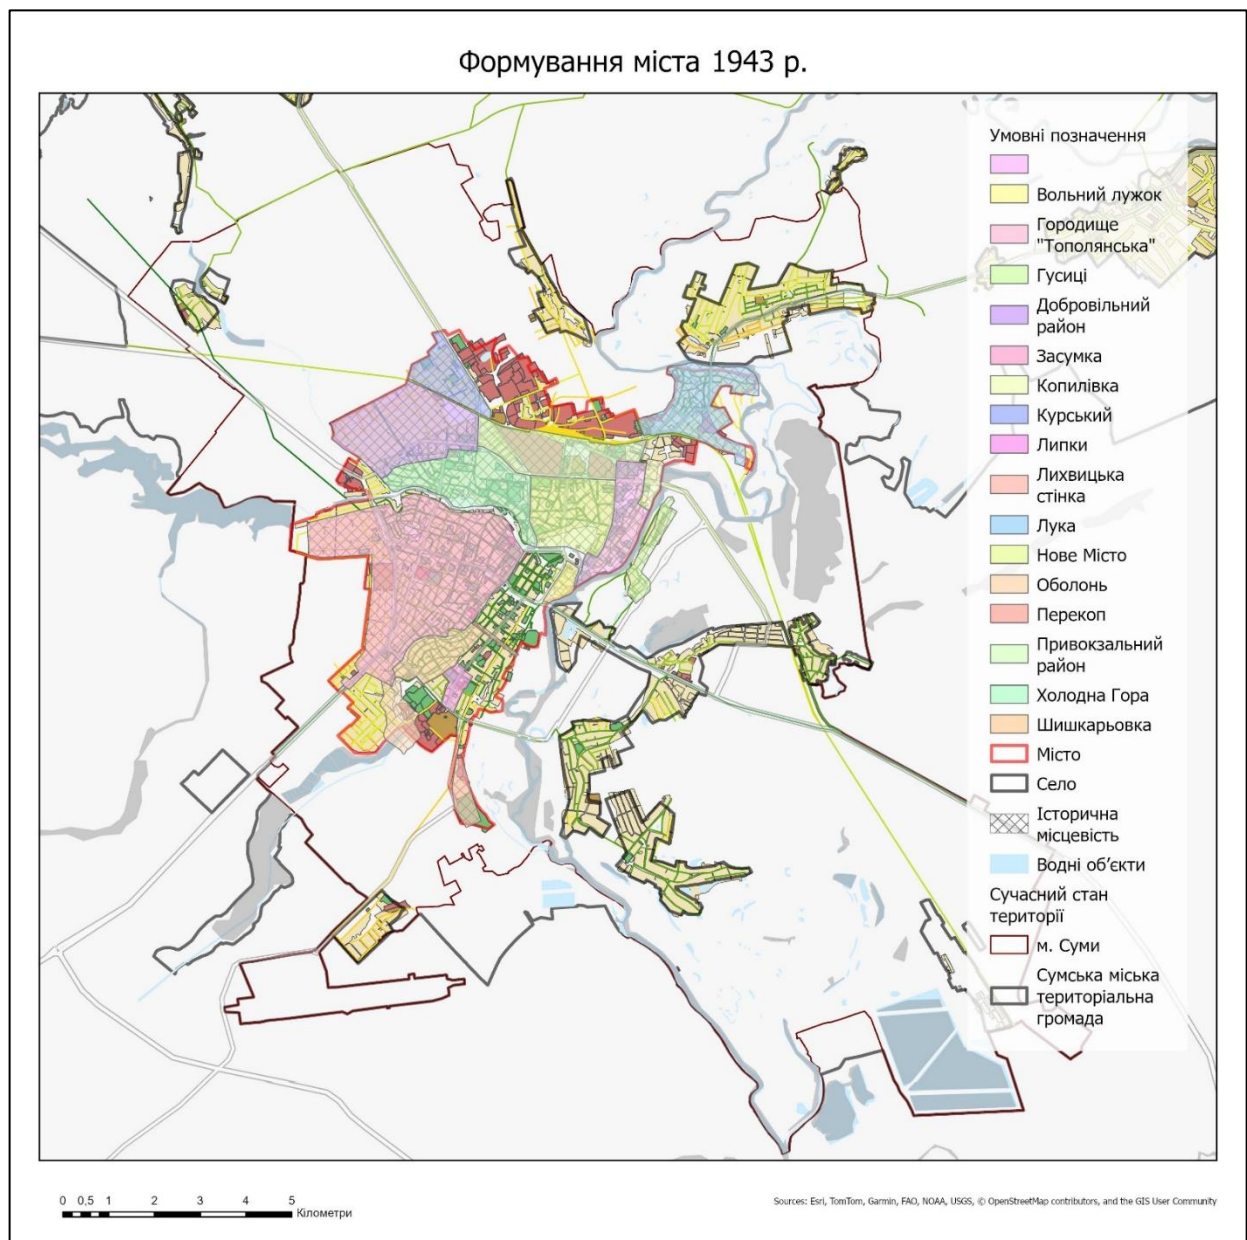 Формування міста 1943 р.
Умовні позначення
Вольний лужок
Городище
"Тополянська"
Гусиці
Добровільний
район
Засумка
Копилівка
Курський
Липки
Лихвицька
стінка
Лука
Нове Місто
Оболонь
Перекоп
Привокзальний
район
Холодна Гора
Шишкарьовка
Місто
Село
Історична
місцевість
Водні об’єкти
Сучасний стан
території
м. Суми
Сумська міська
територіальна
громада
0 0,5 1 2 3 4 5
Кілометри
Sources: Esri, TomTom, Garmin, FAO, NOAA, USGS, © OpenStreetMap contributors, and the GIS User Community